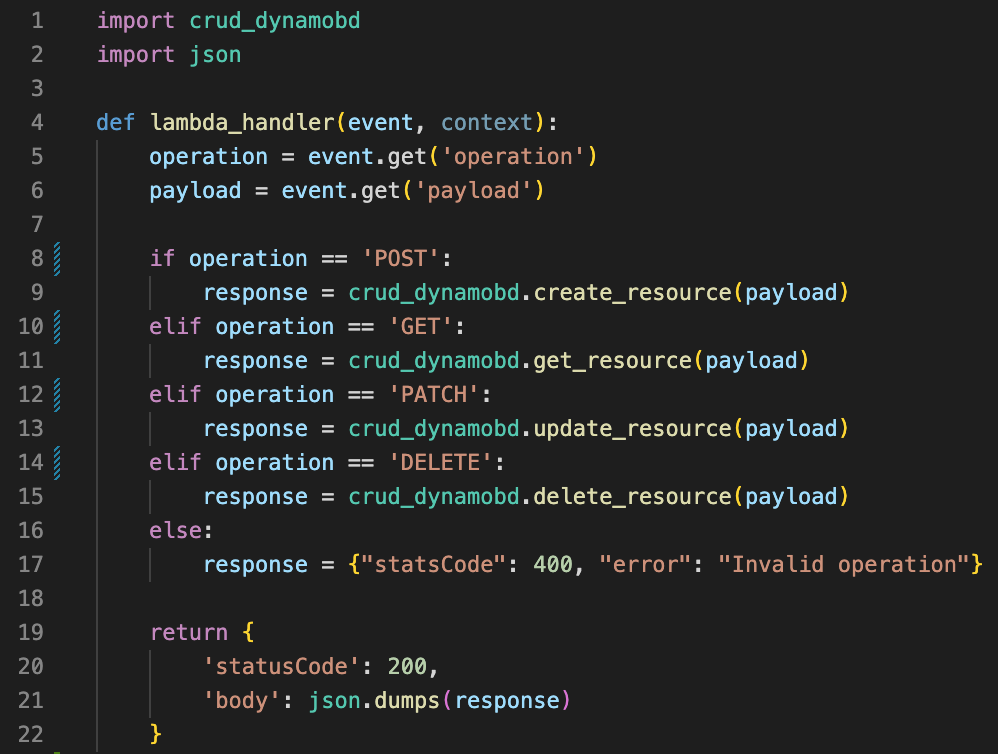 1 import crud_dynamobd
2 import json
3
4 def lambda_handler(event, context):
5     operation = event.get('operation')
6     payload = event.get('payload')
7
8     if operation == 'POST':
9         response = crud_dynamobd.create_resource(payload)
10     elif operation == 'GET':
11         response = crud_dynamobd.get_resource(payload)
12     elif operation == 'PATCH':
13         response = crud_dynamobd.update_resource(payload)
14     elif operation == 'DELETE':
15         response = crud_dynamobd.delete_resource(payload)
16     else:
17         response = {"statsCode": 400, "error": "Invalid operation"}
18
19     return {
20         'statusCode': 200,
21         'body': json.dumps(response)
22     }